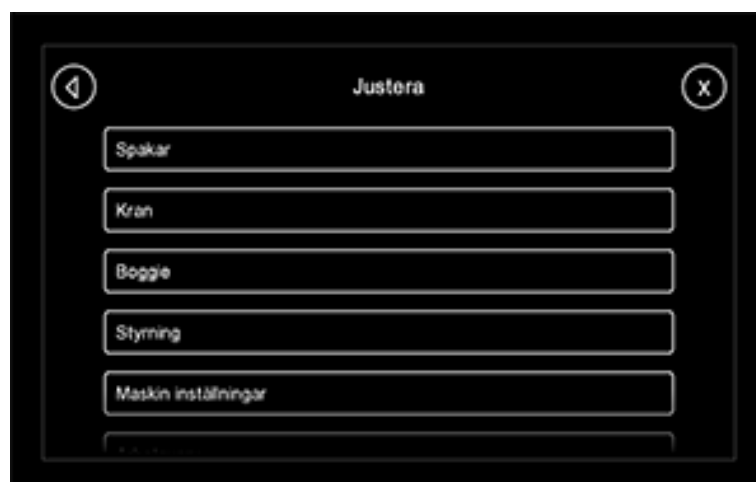 Justera
X
Spakar
Kran
Boggie
Styrning
Maskin inställningar